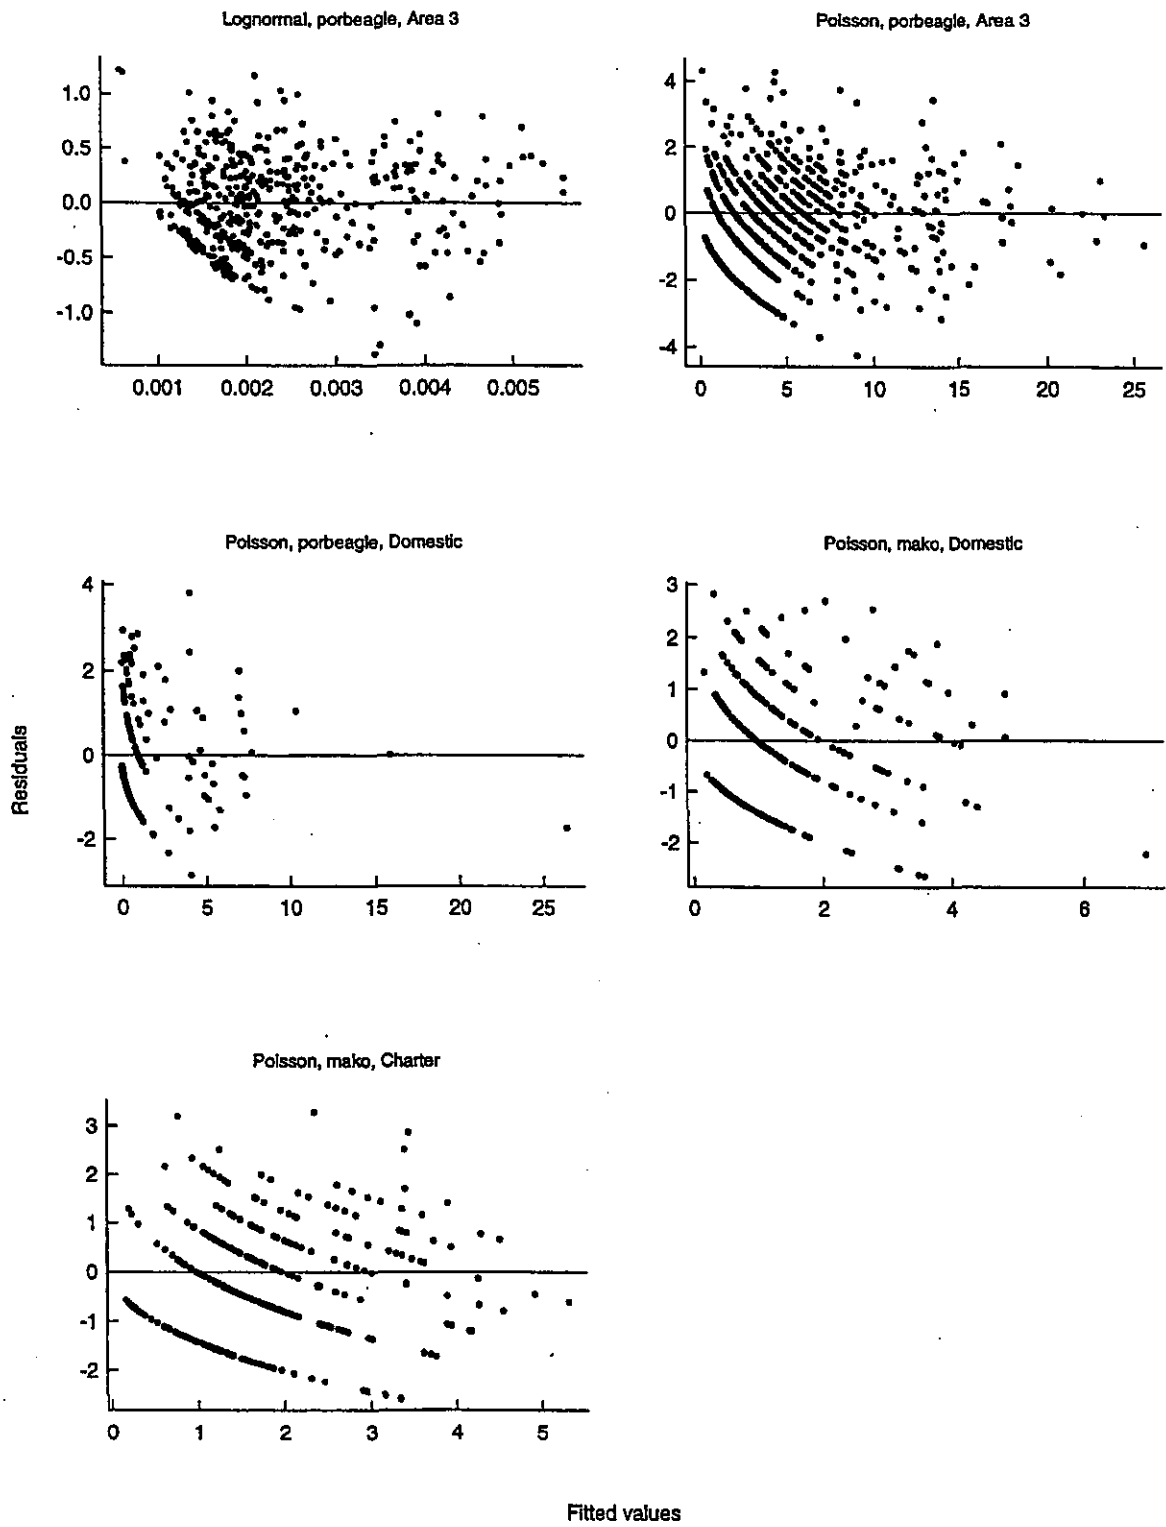 Lognormal, porbeagle, Area 3
1.0
0.5
0.0
-0.5
-1.0
0.001 0.002 0.003 0.004 0.005
Poisson, porbeagle, Area 3
4
2
0
-2
-4
0 5 10 15 20 25
Poisson, porbeagle, Domestic
4
2
0
-2
0 5 10 15 20 25
Poisson, mako, Domestic
3
2
1
0
-1
-2
0 2 4 6
Residuals
Poisson, mako, Charter
3
2
1
0
-1
-2
0 1 2 3 4 5
Fitted values